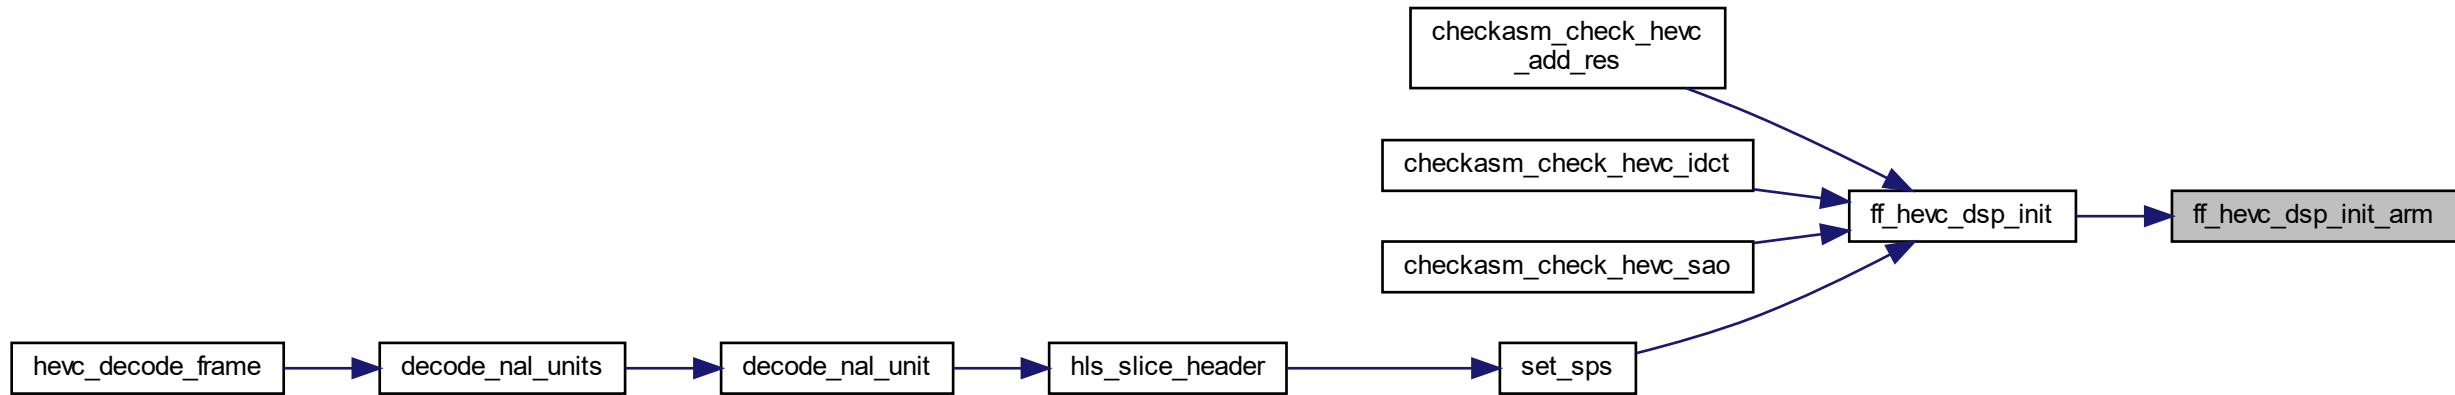 checkasm_check_hevc
_add_res
checkasm_check_hevc_idct
ff_hevc_dsp_init
ff_hevc_dsp_init_arm
checkasm_check_hevc_sao
hevc_decode_frame
decode_nal_units
decode_nal_unit
hls_slice_header
set_sps